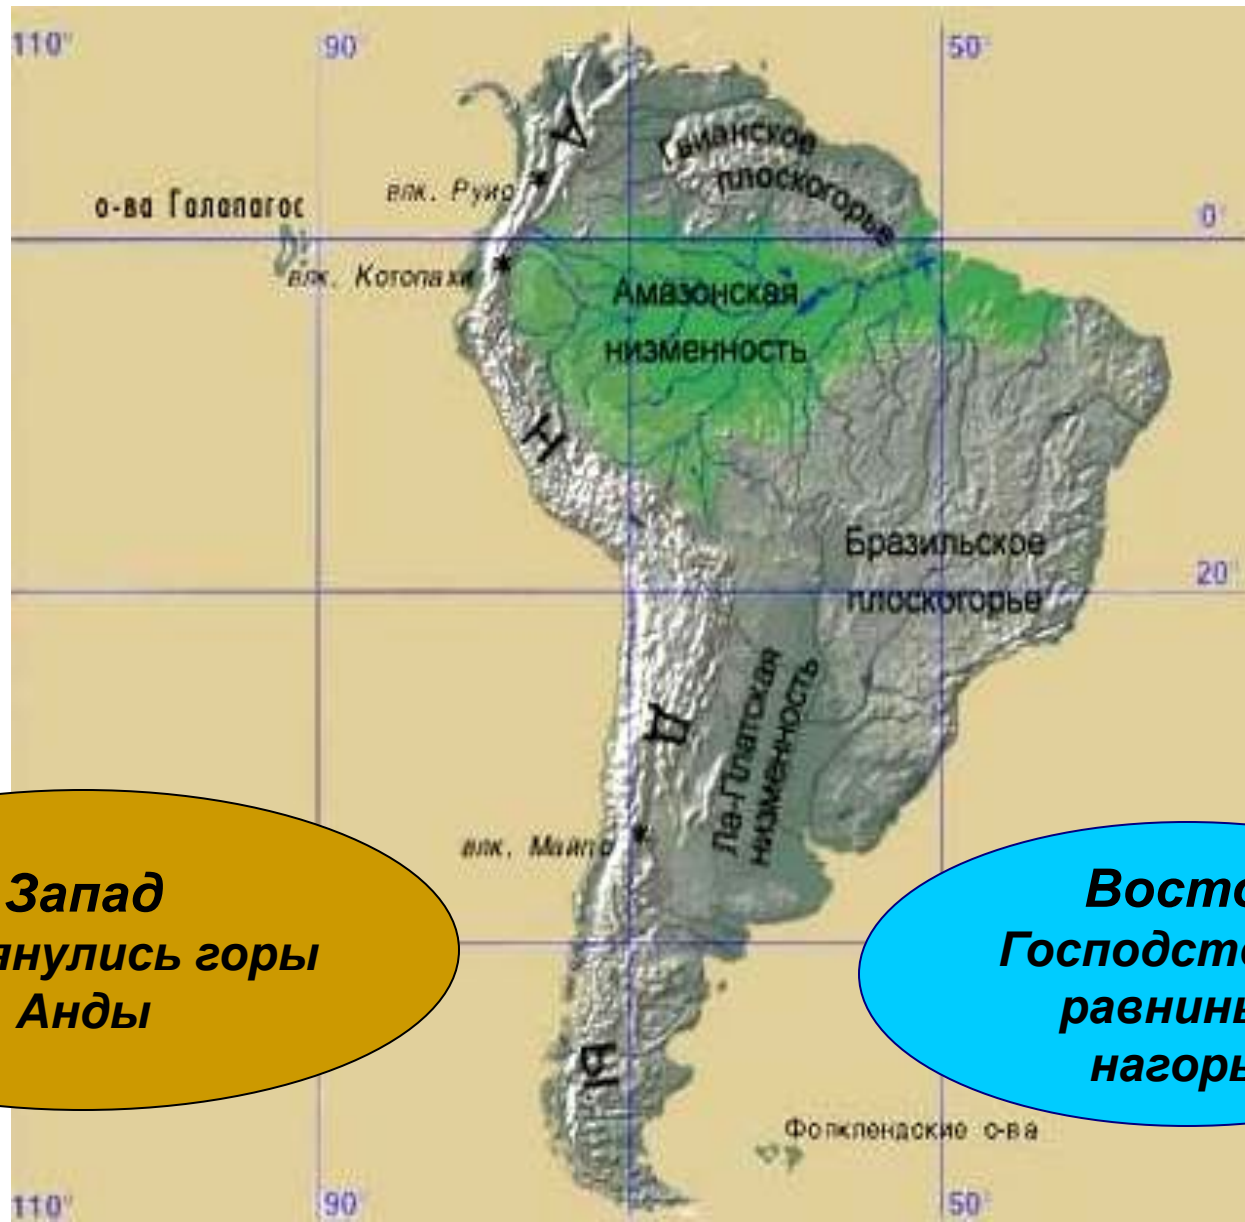 110°
90°
50°
А
Гвианское
плоскогорье
влк. Руис
о-ва Галапагос
0°
влк. Котопахи
Амазонская
низменность
Н
Бразильское
плоскогорье
20°
Ла-Платская
низменность
Д
влк. Майпо
Запад
янулись горы
Анды
Восто
Господств
равнины
нагорь
Ы
Фолклендские о-ва
110°
90°
50°